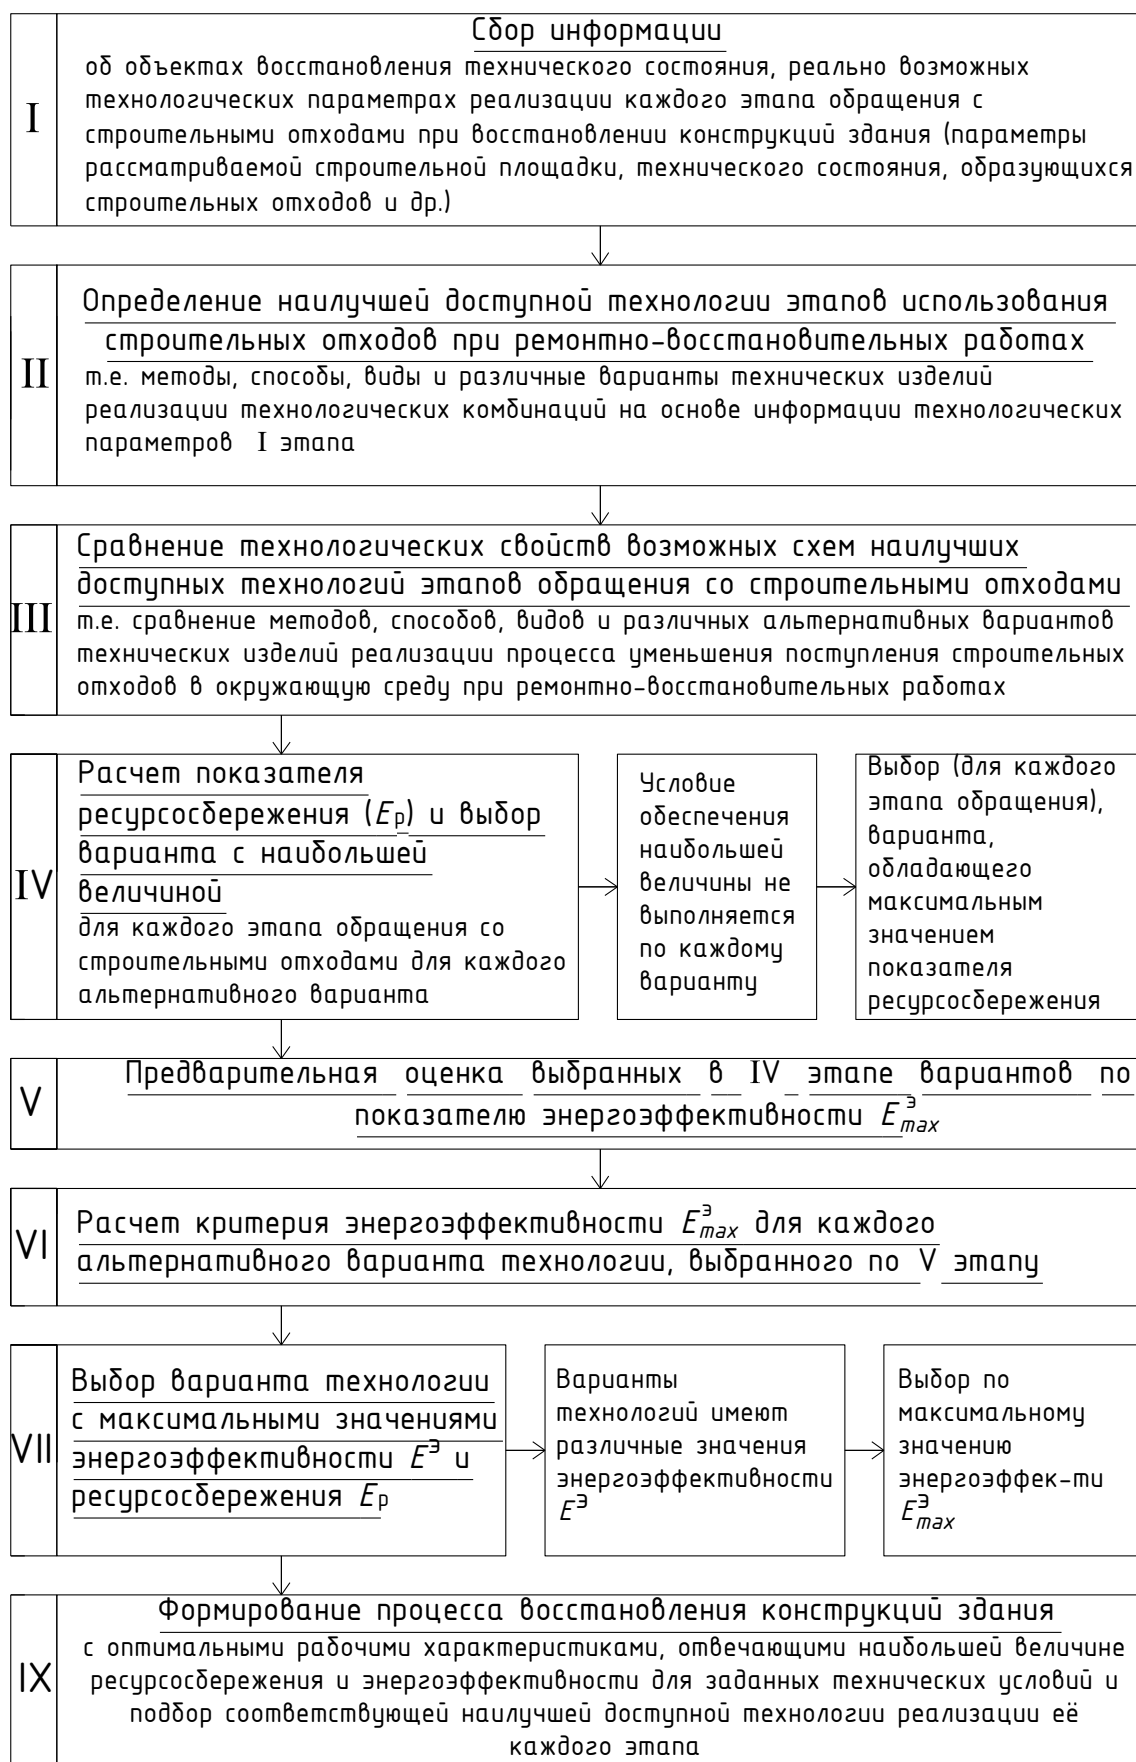 I
Сбор информации
об объектах восстановления технического состояния, реально возможных
технологических параметрах реализации каждого этапа обращения с
строительными отходами при восстановлении конструкций здания (параметры
рассматриваемой строительной площадки, технического состояния, образующихся
строительных отходов и др.)
II
Определение наилучшей доступной технологии этапов использования
строительных отходов при ремонтно-восстановительных работах
т.е. методы, способы, виды и различные варианты технических изделий
реализации технологических комбинаций на основе информации технологических
параметров I этапа
III
Сравнение технологических свойств возможных схем наилучших
доступных технологий этапов обращения со строительными отходами
т.е. сравнение методов, способов, видов и различных альтернативных вариантов
технических изделий реализации процесса уменьшения поступления строительных
отходов в окружающую среду при ремонтно-восстановительных работах
IV
Расчет показателя
ресурсосбережения (Eр) и выбор
варианта с наибольшей
величиной
для каждого этапа обращения со
строительными отходами для каждого
альтернативного варианта
Условие
обеспечения
наибольшей
величины не
выполняется
по каждому
варианту
Выбор (для каждого
этапа обращения),
варианта,
обладающего
максимальным
значением
показателя
ресурсосбережения
V
Предварительная оценка выбранных в IV этапе вариантов по
показателю энергоэффективности Eэmax
VI
Расчет критерия энергоэффективности Eэmax для каждого
альтернативного варианта технологии, выбранного по V этапу
VII
Выбор варианта технологии
с максимальными значениями
энергоэффективности Eэ и
ресурсосбережения Eр
Варианты
технологий имеют
различные значения
энергоэффективности
Eэ
Выбор по
максимальному
значению
энергоэффек-ти
Eэmax
IX
Формирование процесса восстановления конструкций здания
с оптимальными рабочими характеристиками, отвечающими наибольшей величине
ресурсосбережения и энергоэффективности для заданных технических условий и
подбор соответствующей наилучшей доступной технологии реализации её
каждого этапа